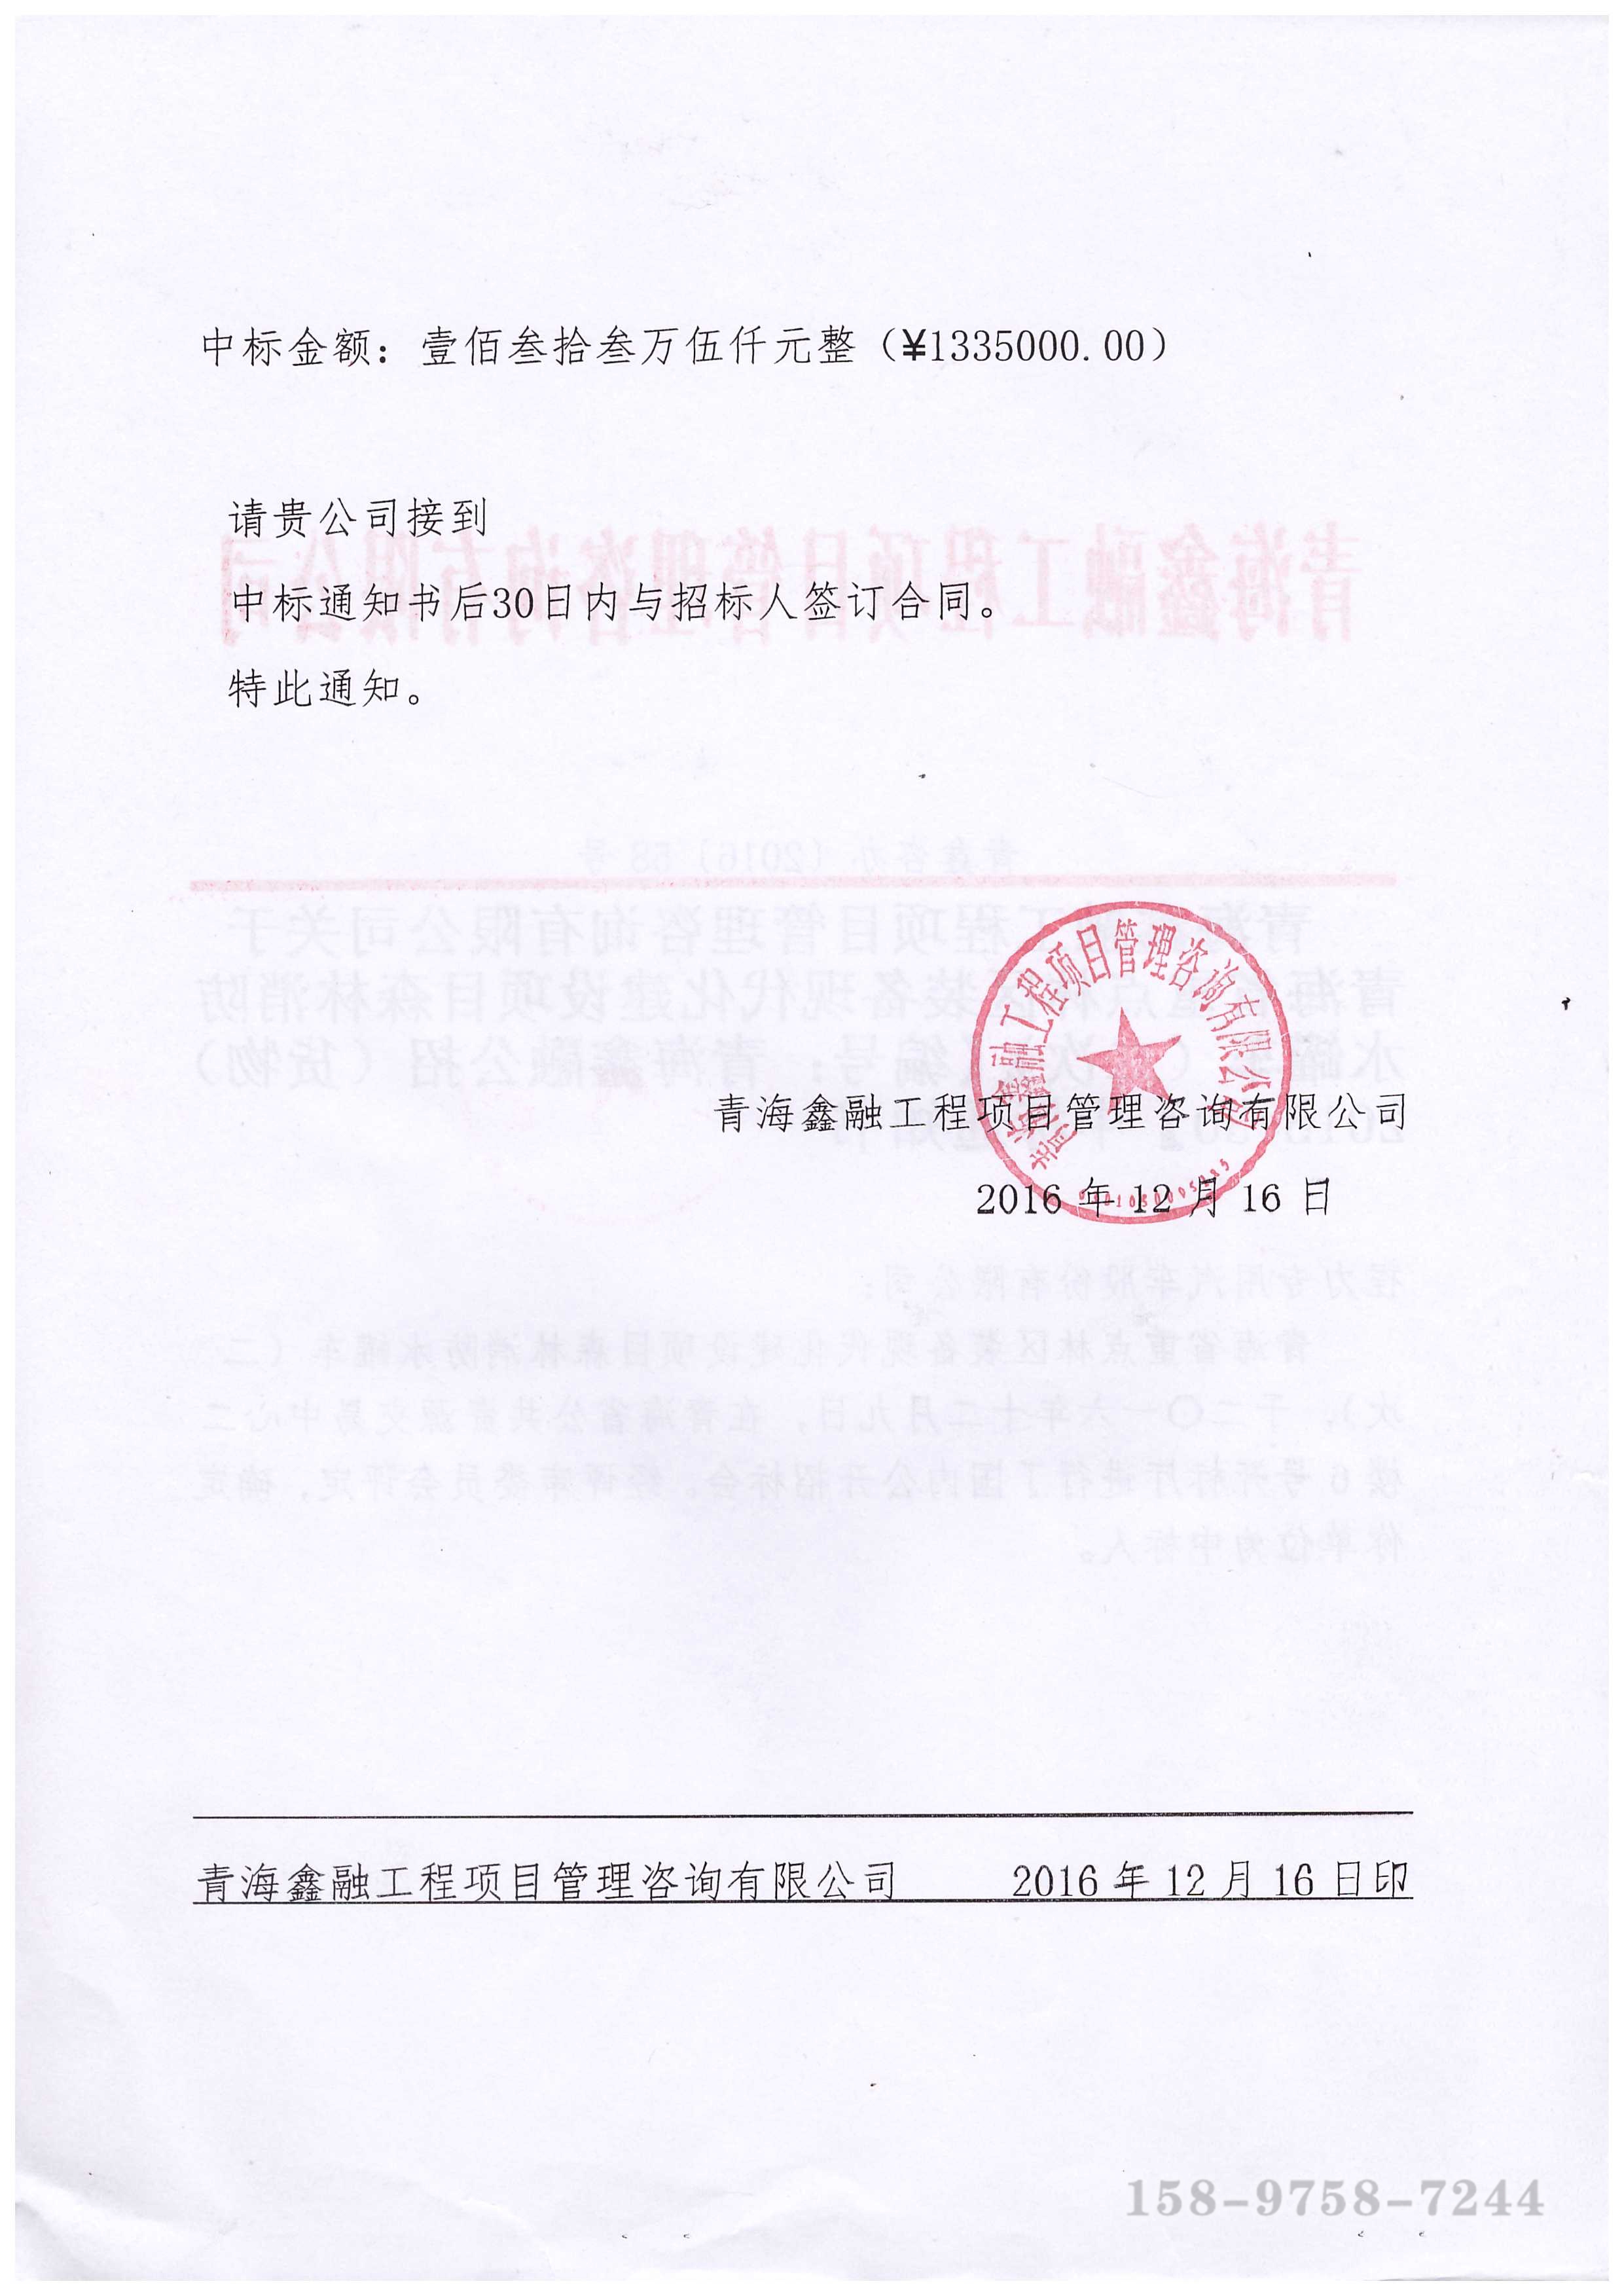 中标金额：壹佰叁拾叁万伍仟元整（¥1335000.00）
请贵公司接到
中标通知书后30日内与招标人签订合同。
特此通知。
青海鑫融工程项目管理咨询有限公司
青海鑫融工程项目管理咨询有限公司
2016 年 12 月 16 日
青海鑫融工程项目管理咨询有限公司 2016 年 12 月 16 日印
158-9758-7244